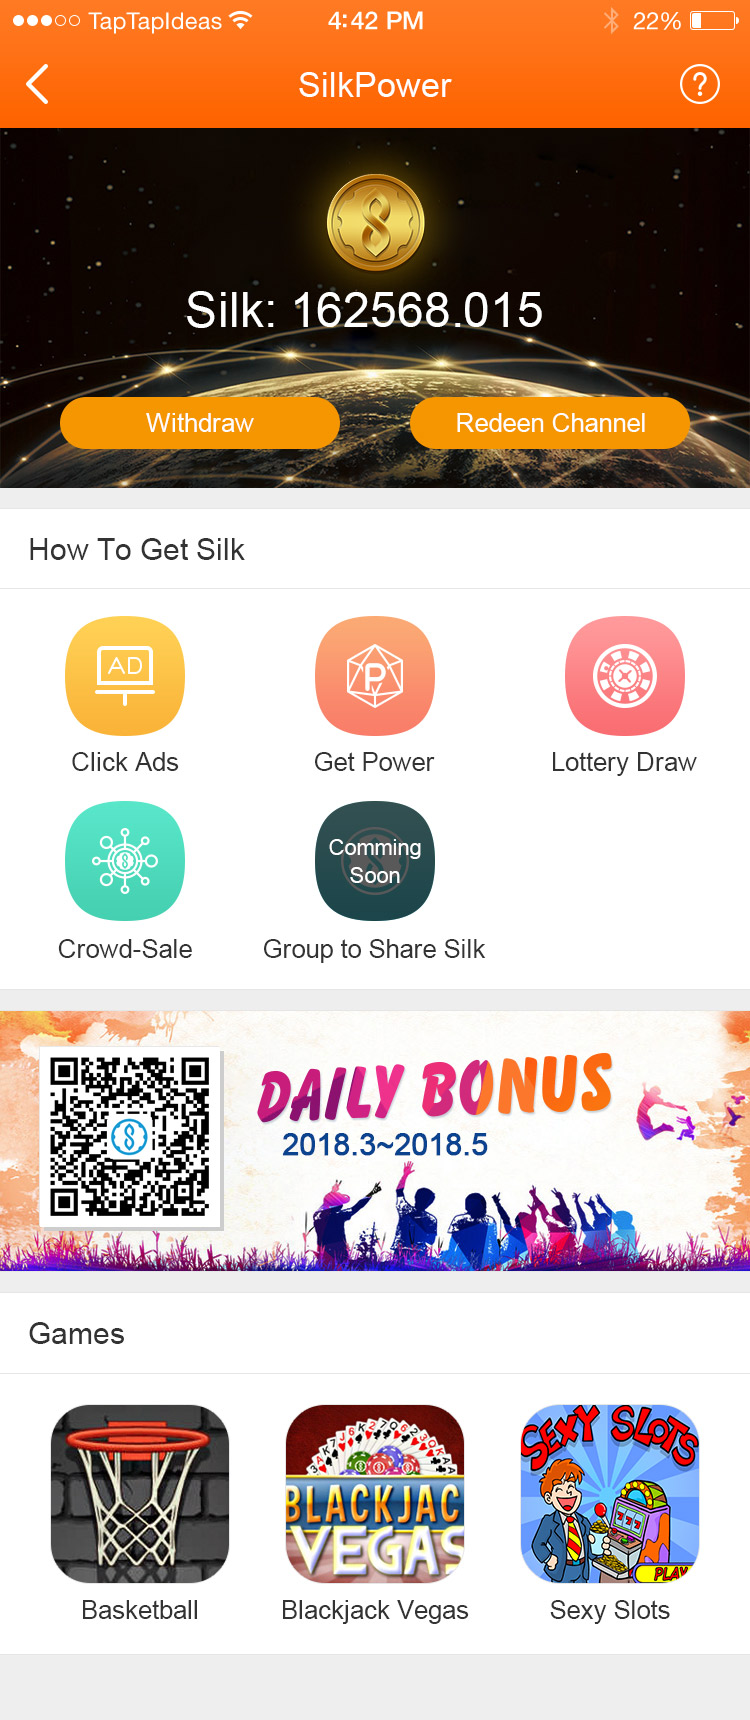 TapTapIdeas
4:42 PM
22%
SilkPower
?
Silk: 162568.015
Withdraw
Redeen Channel
How To Get Silk
AD
P
Click Ads
Get Power
Lottery Draw
Comming
Soon
Crowd-Sale
Group to Share Silk
DAILY BONUS
2018.3~2018.5
Games
BLACKJAC
VEGAS
SEXY SLOTS
777
PLAY
Basketball
Blackjack Vegas
Sexy Slots